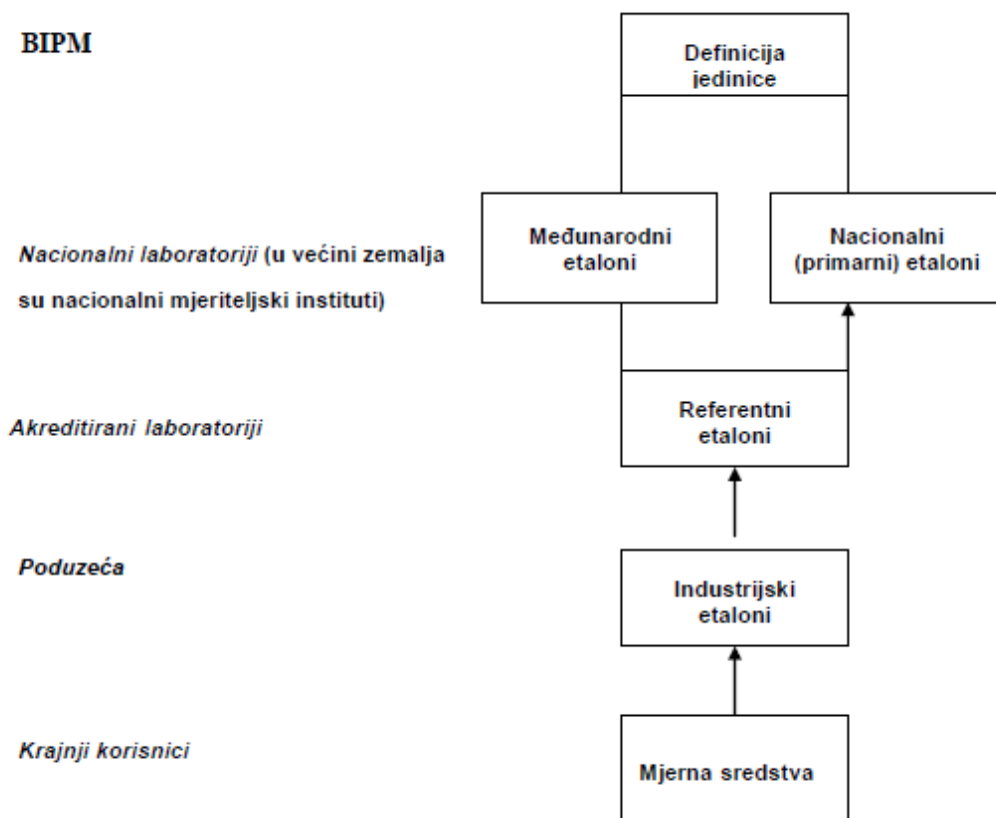 BIPM
Definicija
jedinice
Međunarodni
etaloni
Nacionalni
(primarni) etaloni
Nacionalni laboratoriji (u većini zemalja
su nacionalni mjeriteljski instituti)
Referentni
etaloni
Akreditirani laboratoriji
Poduzeća
Industrijski
etaloni
Krajnji korisnici
Mjerna sredstva